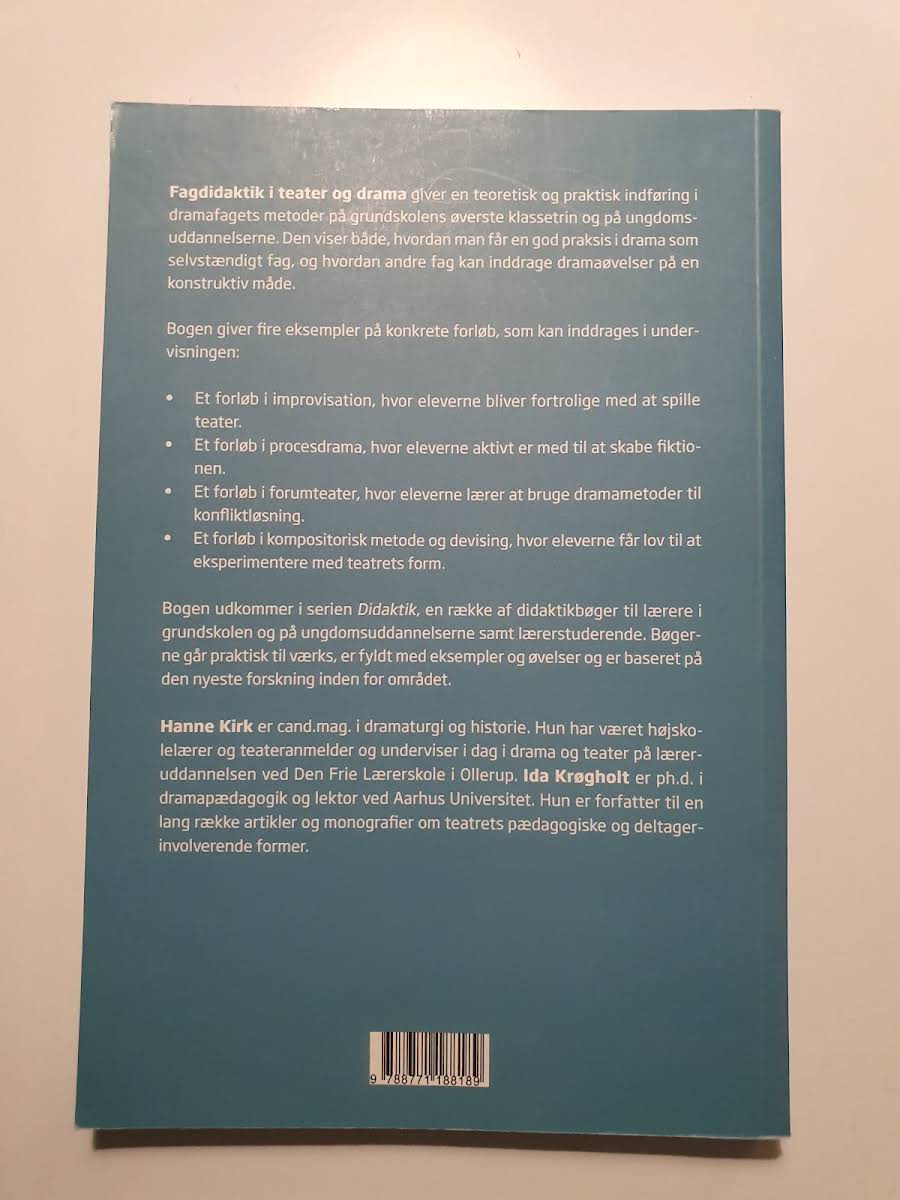 Fagdidaktik i teater og drama giver en teoretisk og praktisk indføring i
dramafagets metoder på grundskolens øverste klassetrin og på ungdoms-
uddannelserne. Den viser både, hvordan man får en god praksis i drama som
selvstændigt fag, og hvordan andre fag kan inddrage dramaøvelser på en
konstruktiv måde.
Bogen giver fire eksempler på konkrete forløb, som kan inddrages i under-
visningen:
• Et forløb i improvisation, hvor eleverne bliver fortrolige med at spille
teater.
• Et forløb i procesdrama, hvor eleverne aktivt er med til at skabe fiktio-
nen.
• Et forløb i forumteater, hvor eleverne lærer at bruge dramametoder til
konfliktløsning.
• Et forløb i kompositorisk metode og devising, hvor eleverne får lov til at
eksperimentere med teatrets form.
Bogen udkommer i serien Didaktik, en række af didaktikbøger til lærere i
grundskolen og på ungdomsuddannelserne samt lærerstuderende. Bøger-
ne går praktisk til værks, er fyldt med eksempler og øvelser og er baseret på
den nyeste forskning inden for området.
Hanne Kirk er cand.mag. i dramaturgi og historie. Hun har været højsko-
lelærer og teateranmelder og underviser i dag i drama og teater på lærer-
uddannelsen ved Den Frie Lærerskole i Ollerup. Ida Krøgholt er ph.d. i
dramapædagogik og lektor ved Aarhus Universitet. Hun er forfatter til en
lang række artikler og monografier om teatrets pædagogiske og deltager-
involverende former.
9 788771 188189